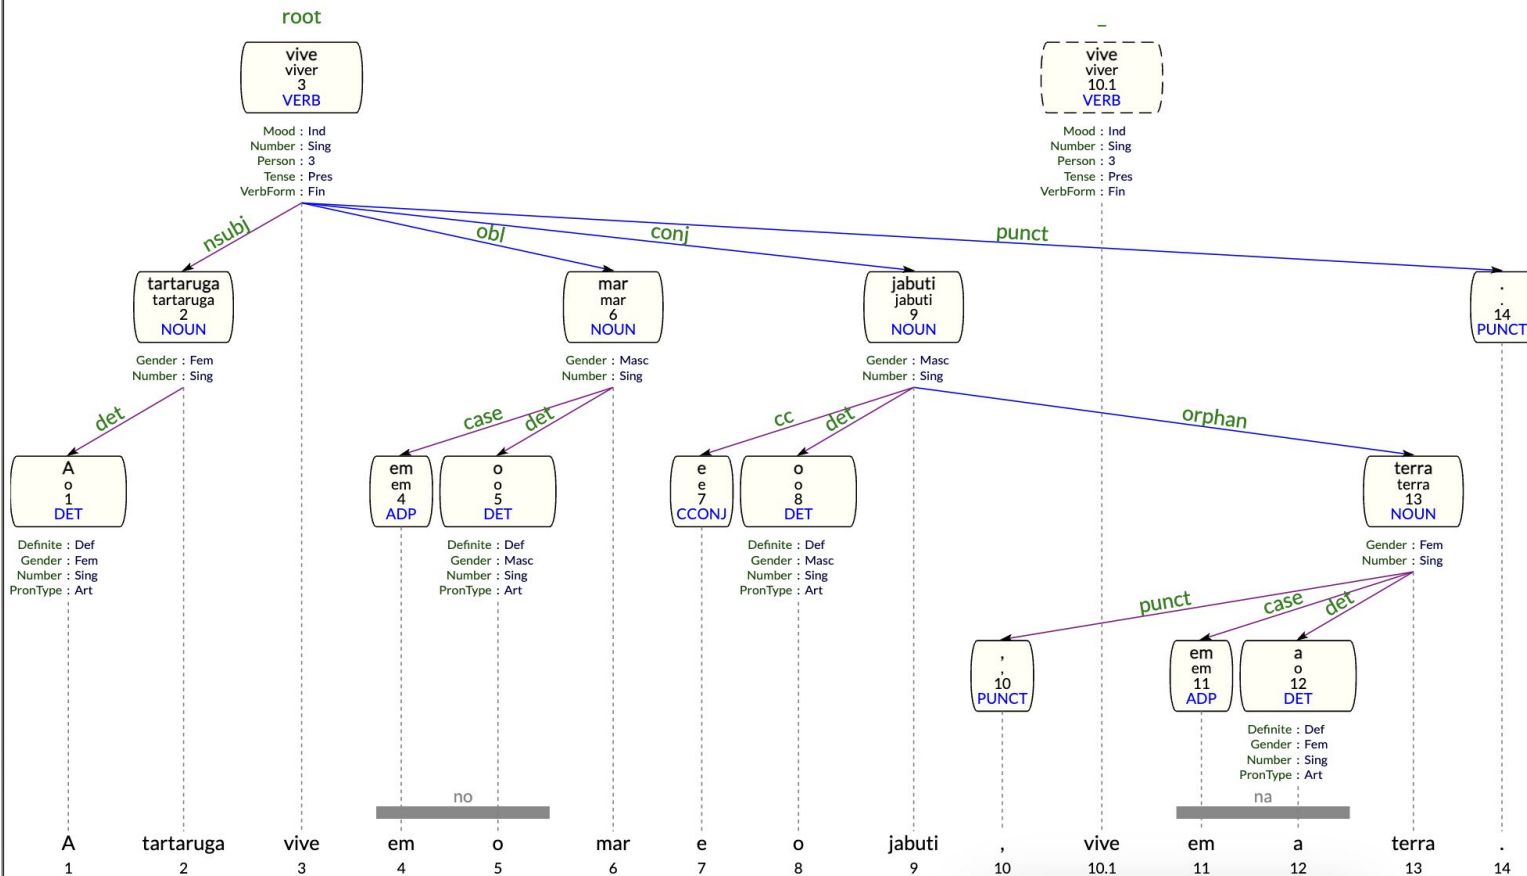 root
_
vive
viver
3
VERB
vive
viver
10.1
VERB
Mood : Ind
Number : Sing
Person : 3
Tense : Pres
VerbForm : Fin
Mood : Ind
Number : Sing
Person : 3
Tense : Pres
VerbForm : Fin
nsubj
obl
conj
punct
tartaruga
tartaruga
2
NOUN
mar
mar
6
NOUN
jabuti
jabuti
9
NOUN
.
.
14
PUNCT
Gender : Fem
Number : Sing
Gender : Masc
Number : Sing
Gender : Masc
Number : Sing
det
case
det
cc
det
orphan
A
o
1
DET
em
em
4
ADP
o
o
5
DET
e
e
7
CCONJ
o
o
8
DET
terra
terra
13
NOUN
Definite : Def
Gender : Fem
Number : Sing
PronType : Art
Definite : Def
Gender : Masc
Number : Sing
PronType : Art
Definite : Def
Gender : Masc
Number : Sing
PronType : Art
Gender : Fem
Number : Sing
punct
case
det
,
,
10
PUNCT
em
em
11
ADP
a
o
12
DET
Definite : Def
Gender : Fem
Number : Sing
PronType : Art
no
na
A tartaruga vive em o mar e o jabuti , vive em a terra .
1 2 3 4 5 6 7 8 9 10 10.1 11 12 13 14